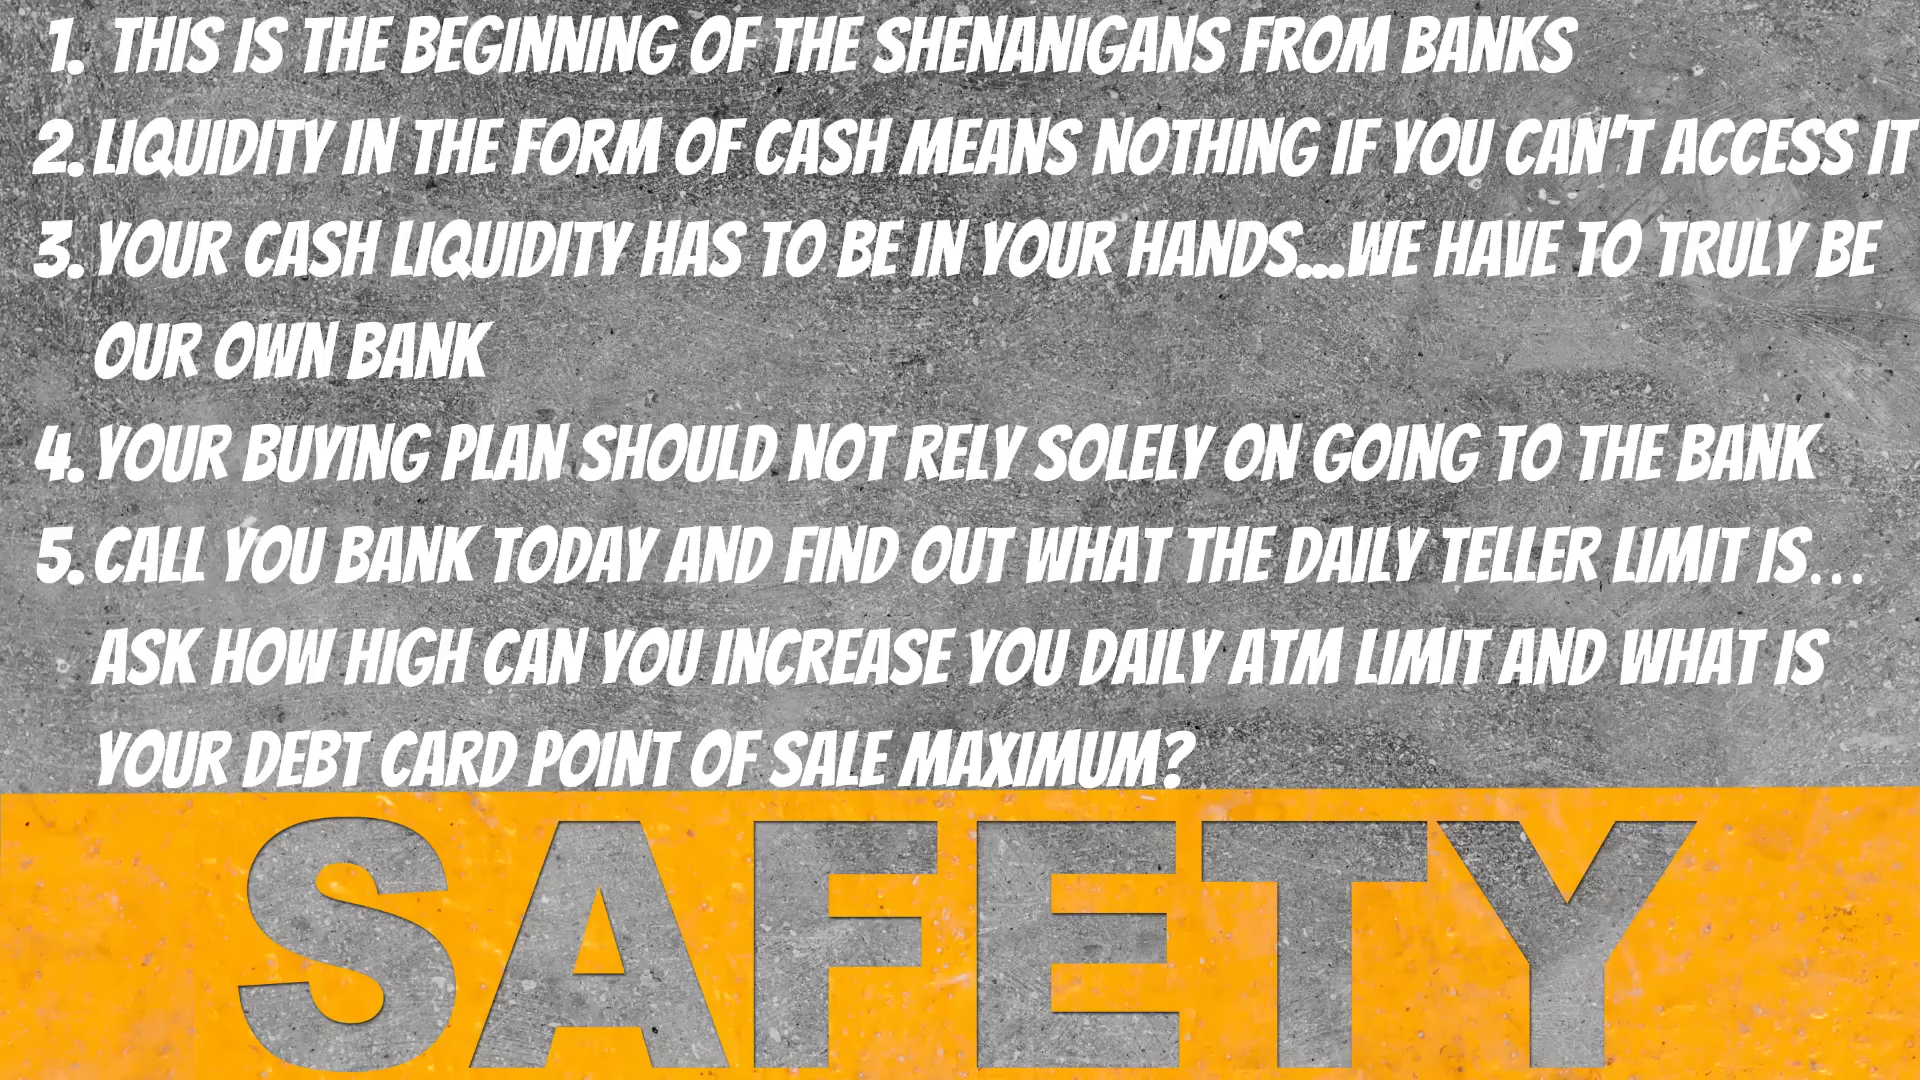 1. THIS IS THE BEGINNING OF THE SHENANIGANS FROM BANKS
2. LIQUIDITY IN THE FORM OF CASH MEANS NOTHING IF YOU CAN'T ACCESS IT
3. YOUR CASH LIQUIDITY HAS TO BE IN YOUR HANDS...WE HAVE TO TRULY BE
OUR OWN BANK
4. YOUR BUYING PLAN SHOULD NOT RELY SOLELY ON GOING TO THE BANK
5. CALL YOU BANK TODAY AND FIND OUT WHAT THE DAILY TELLER LIMIT IS...
ASK HOW HIGH CAN YOU INCREASE YOU DAILY ATM LIMIT AND WHAT IS
YOUR DEBT CARD POINT OF SALE MAXIMUM?
SAFETY